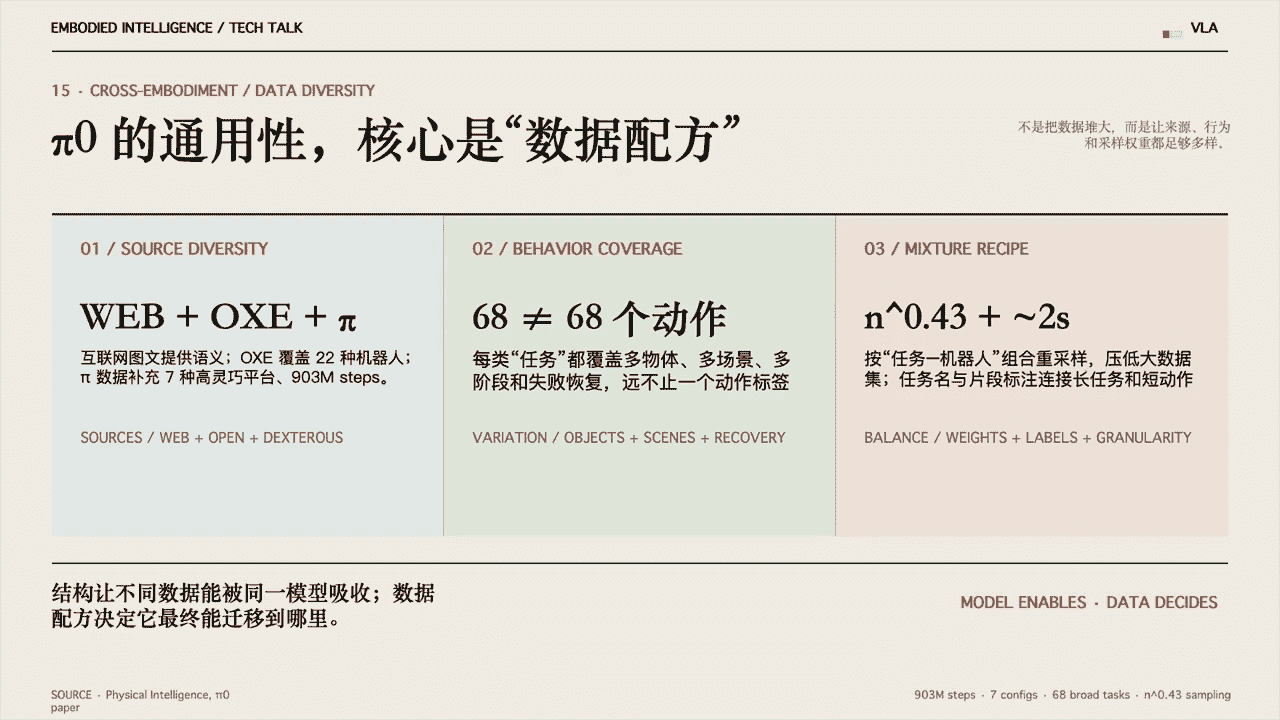 EMBODIED INTELLIGENCE / TECH TALK
VLA
15 · CROSS-EMBODIMENT / DATA DIVERSITY
π0 的通用性，核心是“数据配方”
不是把数据堆大，而是让来源、行为
和采样权重都足够多样。
01 / SOURCE DIVERSITY
WEB + OXE + π
互联网图文提供语义；OXE 覆盖 22 种机器人；
π 数据补充 7 种高灵巧平台、903M steps。
SOURCES / WEB + OPEN + DEXTEROUS
02 / BEHAVIOR COVERAGE
68 ≠ 68 个动作
每类“任务”都覆盖多物体、多场景、多
阶段和失败恢复，远不止一个动作标签
VARIATION / OBJECTS + SCENES + RECOVERY
03 / MIXTURE RECIPE
n^0.43 + ~2s
按“任务—机器人”组合重采样，压低大数据
集；任务名与片段标注连接长任务和短动作
BALANCE / WEIGHTS + LABELS + GRANULARITY
结构让不同数据能被同一模型吸收；数据
配方决定它最终能迁移到哪里。
MODEL ENABLES · DATA DECIDES
SOURCE · Physical Intelligence, π0
paper
903M steps · 7 configs · 68 broad tasks · n^0.43 sampling